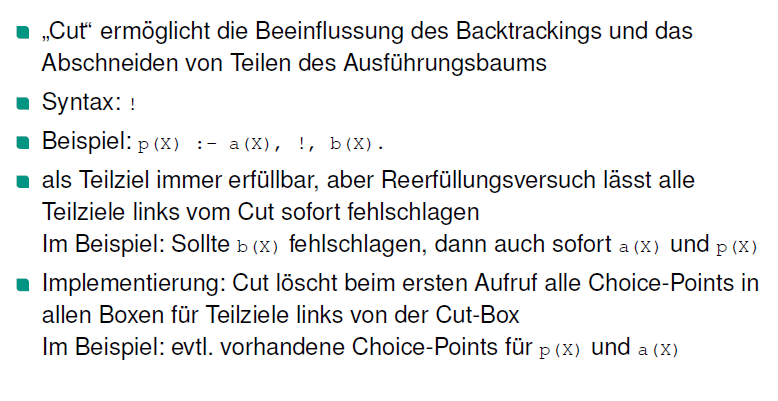 „Cut“ ermöglicht die Beeinflussung des Backtrackings und das
Abschneiden von Teilen des Ausführungsbaums
Syntax: !
Beispiel: p(X) :- a(X), !, b(X).
als Teilziel immer erfüllbar, aber Reerfüllungsversuch lässt alle
Teilziele links vom Cut sofort fehlschlagen
Im Beispiel: Sollte b(X) fehlschlagen, dann auch sofort a(X) und p(X)
Implementierung: Cut löscht beim ersten Aufruf alle Choice-Points in
allen Boxen für Teilziele links von der Cut-Box
Im Beispiel: evtl. vorhandene Choice-Points für p(X) und a(X)